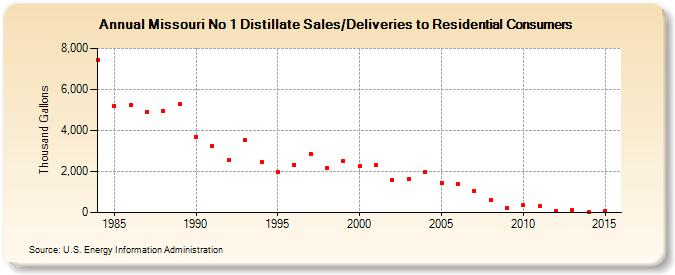 Annual Missouri No 1 Distillate Sales/Deliveries to Residential Consumers
Thousand Gallons
8,000
6,000
4,000
2,000
0
1985 1990 1995 2000 2005 2010 2015
Source: U.S. Energy Information Administration